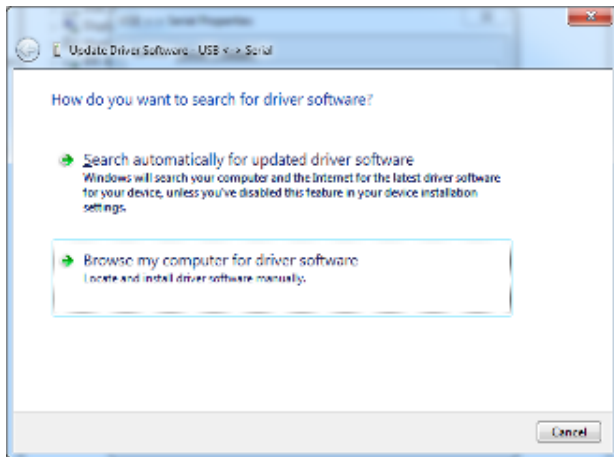 USB <-> Serial Properties
Update Driver Software - USB <-> Serial
How do you want to search for driver software?
Search automatically for updated driver software
Windows will search your computer and the Internet for the latest driver software
for your device, unless you've disabled this feature in your device installation
settings.
Browse my computer for driver software
Locate and install driver software manually.
Cancel